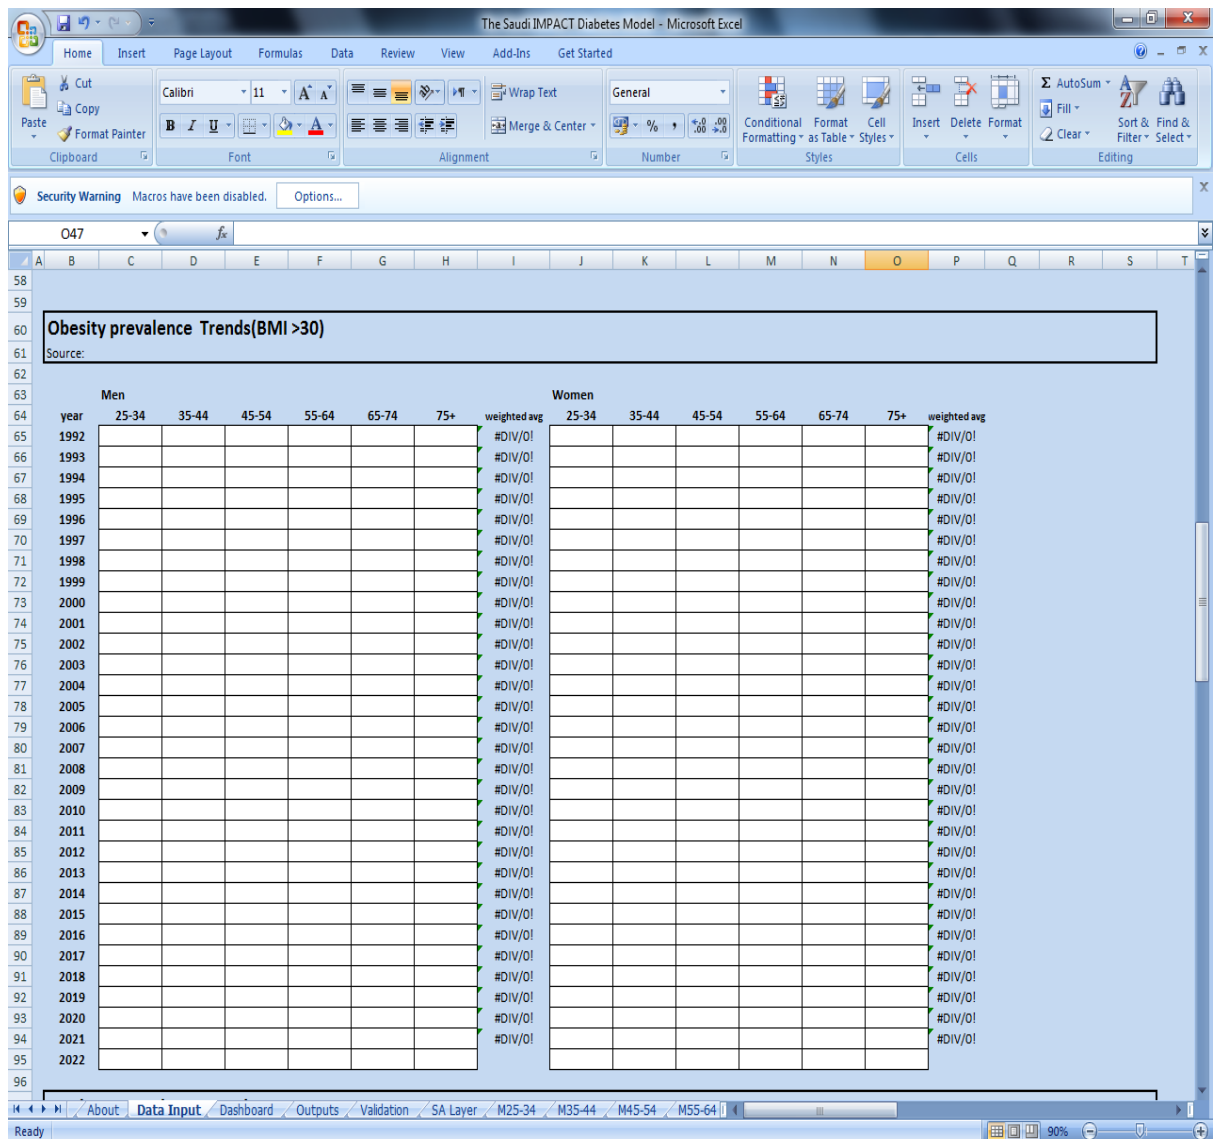 The Saudi IMPACT Diabetes Model - Microsoft Excel
Home Insert Page Layout Formulas Data Review View Add-Ins Get Started
Cut Calibri 11 A A Wrap Text General Σ AutoSum
Copy Fill
Paste Format Painter B I U A Merge & Center % , Conditional Formatting Format as Table Cell Styles Insert Delete Format Clear Sort & Filter Find & Select
Clipboard Font Alignment Number Styles Cells Editing
Security Warning Macros have been disabled. Options...
O47 fx
A B C D E F G H I J K L M N O P Q R S T
58
59
60 Obesity prevalence Trends(BMI >30)
61 Source:
62
63 Men Women
64 year 25-34 35-44 45-54 55-64 65-74 75+ weighted avg 25-34 35-44 45-54 55-64 65-74 75+ weighted avg
65 1992 #DIV/0! #DIV/0!
66 1993 #DIV/0! #DIV/0!
67 1994 #DIV/0! #DIV/0!
68 1995 #DIV/0! #DIV/0!
69 1996 #DIV/0! #DIV/0!
70 1997 #DIV/0! #DIV/0!
71 1998 #DIV/0! #DIV/0!
72 1999 #DIV/0! #DIV/0!
73 2000 #DIV/0! #DIV/0!
74 2001 #DIV/0! #DIV/0!
75 2002 #DIV/0! #DIV/0!
76 2003 #DIV/0! #DIV/0!
77 2004 #DIV/0! #DIV/0!
78 2005 #DIV/0! #DIV/0!
79 2006 #DIV/0! #DIV/0!
80 2007 #DIV/0! #DIV/0!
81 2008 #DIV/0! #DIV/0!
82 2009 #DIV/0! #DIV/0!
83 2010 #DIV/0! #DIV/0!
84 2011 #DIV/0! #DIV/0!
85 2012 #DIV/0! #DIV/0!
86 2013 #DIV/0! #DIV/0!
87 2014 #DIV/0! #DIV/0!
88 2015 #DIV/0! #DIV/0!
89 2016 #DIV/0! #DIV/0!
90 2017 #DIV/0! #DIV/0!
91 2018 #DIV/0! #DIV/0!
92 2019 #DIV/0! #DIV/0!
93 2020 #DIV/0! #DIV/0!
94 2021 #DIV/0! #DIV/0!
95 2022
96
About Data Input Dashboard Outputs Validation SA Layer M25-34 M35-44 M45-54 M55-64
Ready 90%